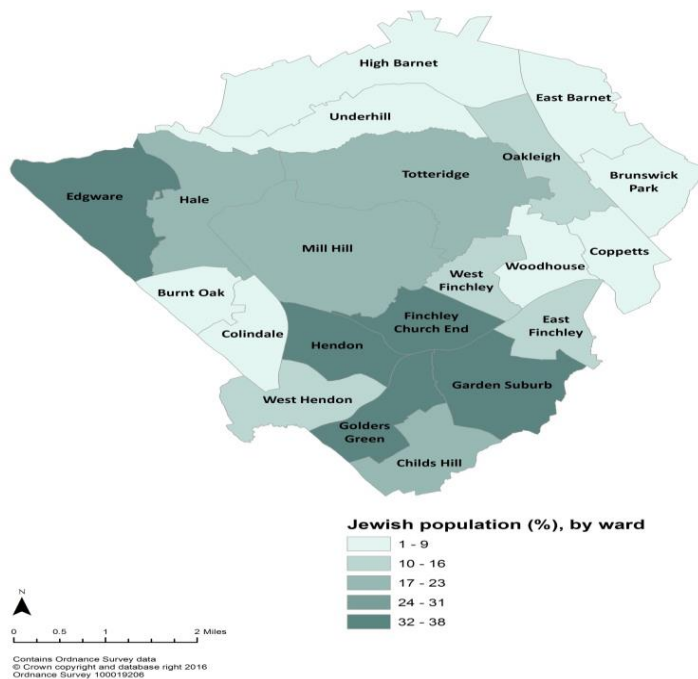 High Barnet
East Barnet
Underhill
Oakleigh
Totteridge
Brunswick
Park
Edgware
Hale
Mill Hill
Woodhouse
Coppetts
West
Finchley
Burnt Oak
Finchley
Church End
East
Finchley
Colindale
Hendon
Garden Suburb
West Hendon
Golders
Green
Childs Hill
Jewish population (%), by ward
1 - 9
10 - 16
17 - 23
24 - 31
32 - 38
N
0 0.5 1 2 Miles
Contains Ordnance Survey data
© Crown copyright and database right 2016
Ordnance Survey 100019206